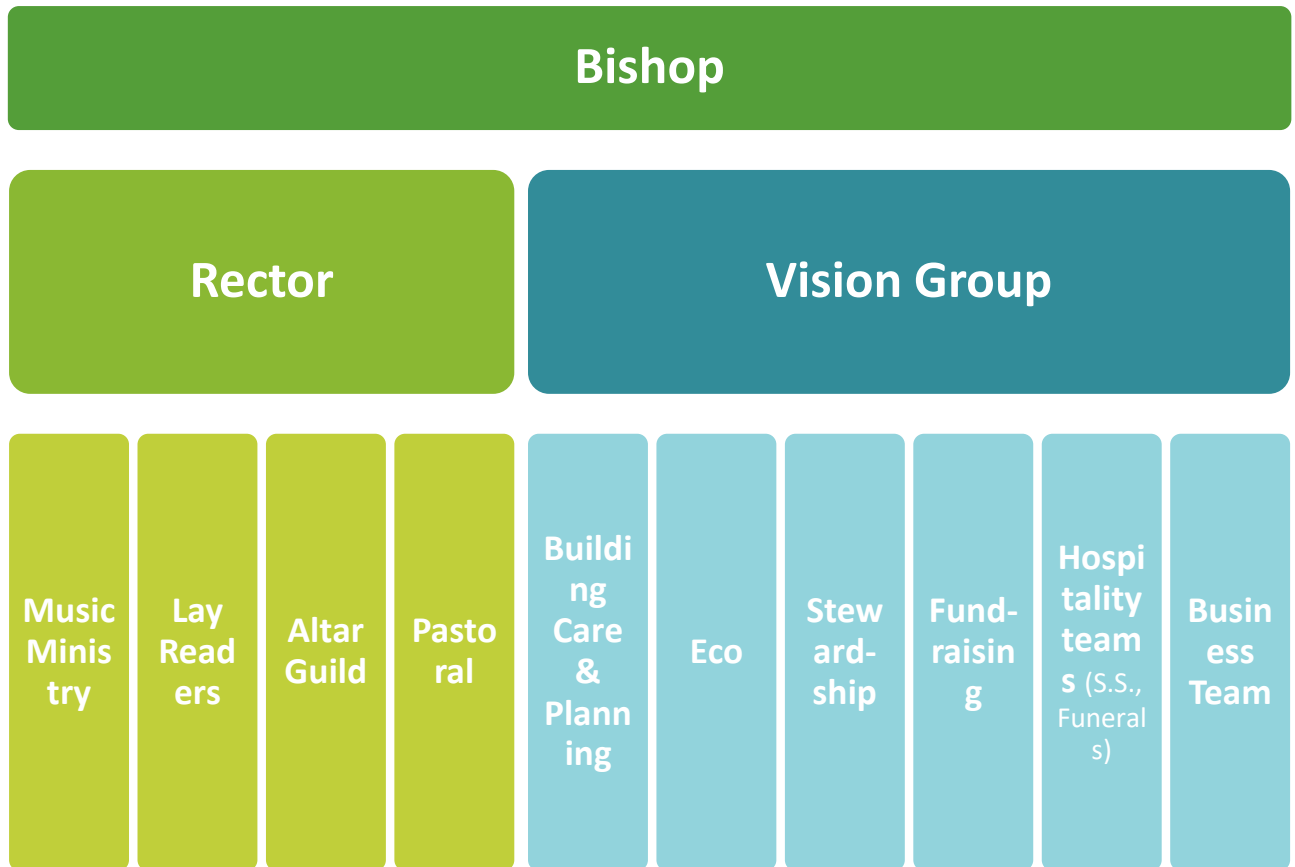 Bishop
Rector
Vision Group
Music
Minis
try
Lay
Read
ers
Altar
Guild
Pasto
ral
Buildi
ng
Care
&
Plann
ing
Eco
Stew
ard-
ship
Fund-
raisin
g
Hospi
tality
team
s (S.S.,
Funeral
s)
Busin
ess
Team